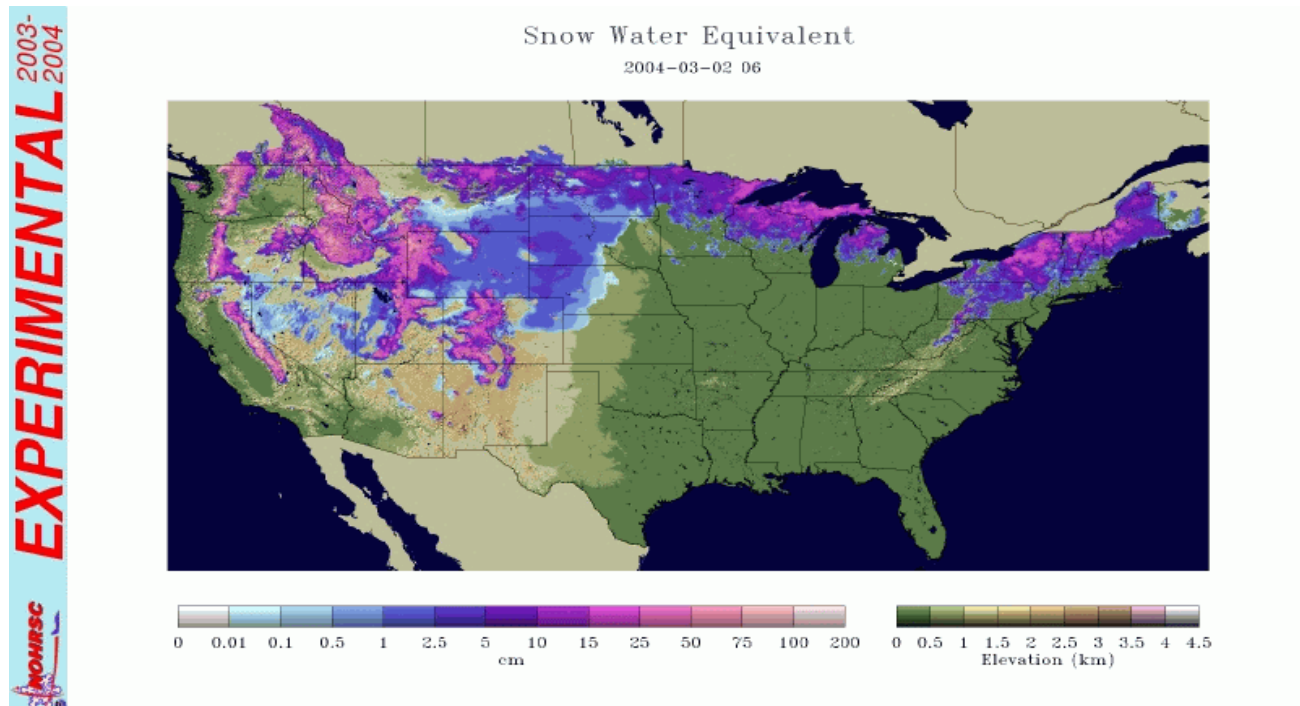 EXPERIMENTAL 2003-
2004
NOHRSC
Snow Water Equivalent
2004-03-02 06
0 0.01 0.1 0.5 1 2.5 5 10 15 25 50 75 100 200
cm
0 0.5 1 1.5 2 2.5 3 3.5 4 4.5
Elevation (km)